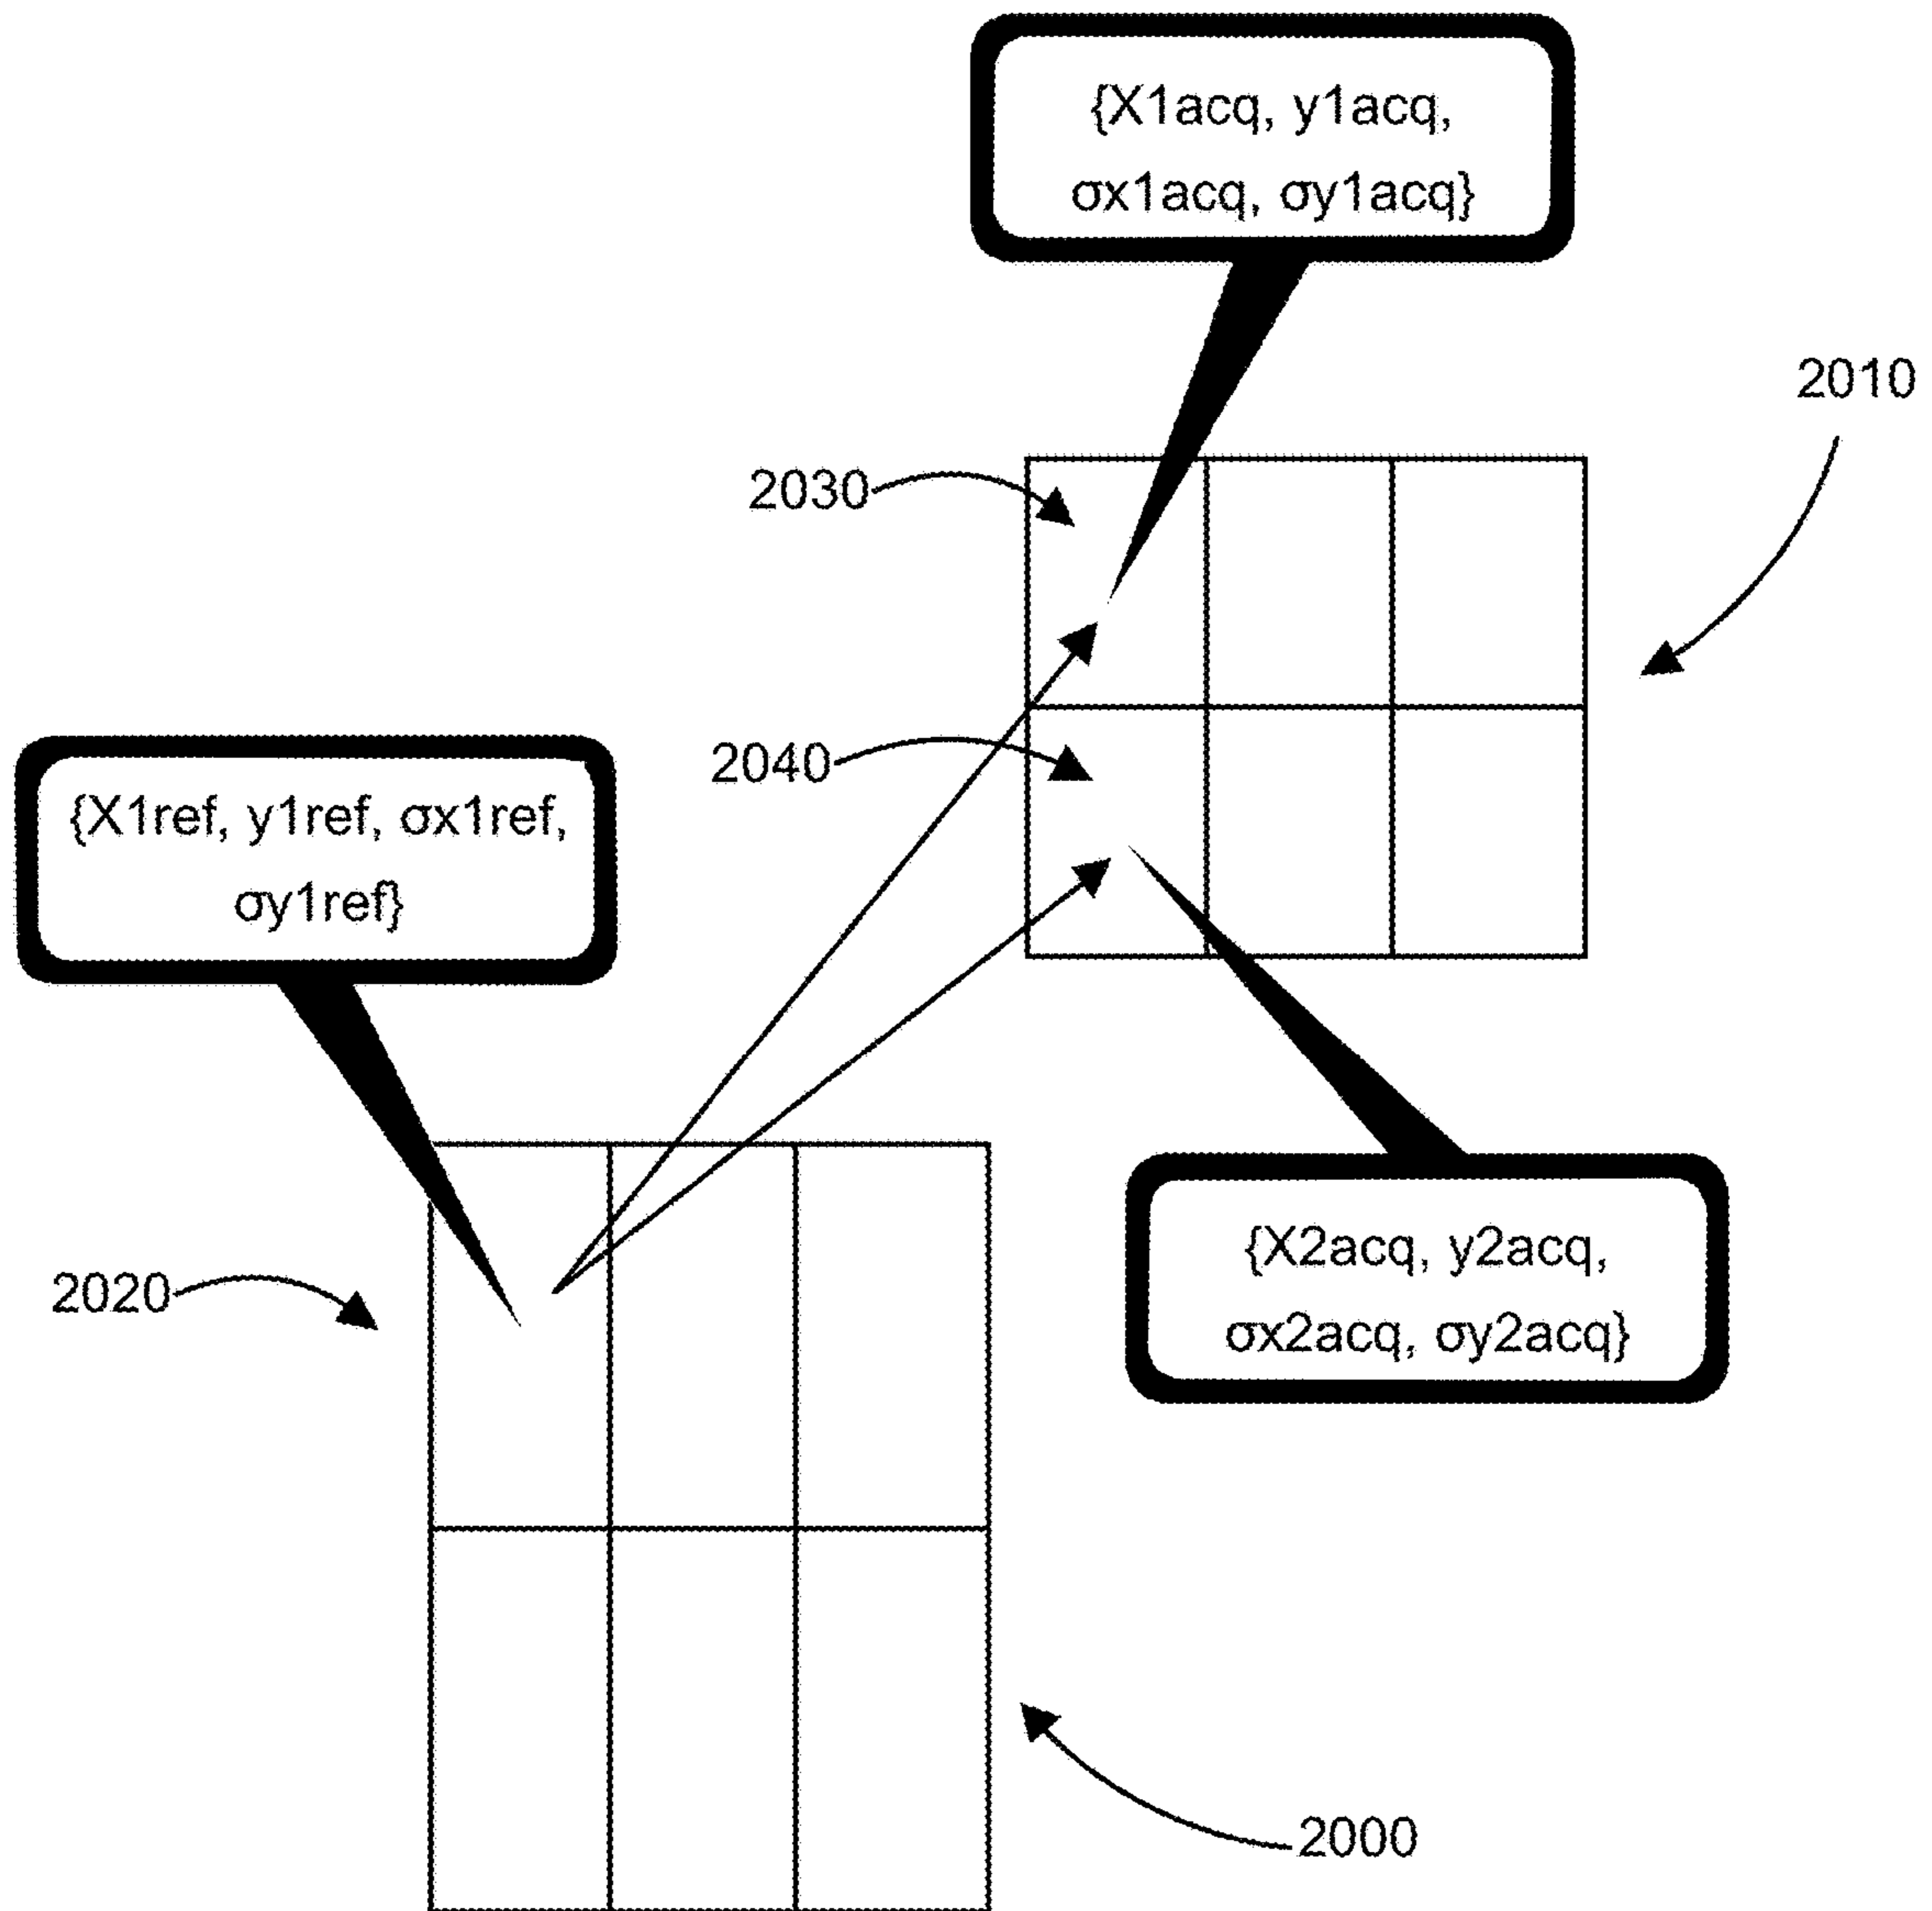 {X1acq, y1acq,
σx1acq, σy1acq}
2010
2030
2040
{X1ref, y1ref, σx1ref,
σy1ref}
2020
{X2acq, y2acq,
σx2acq, σy2acq}
2000